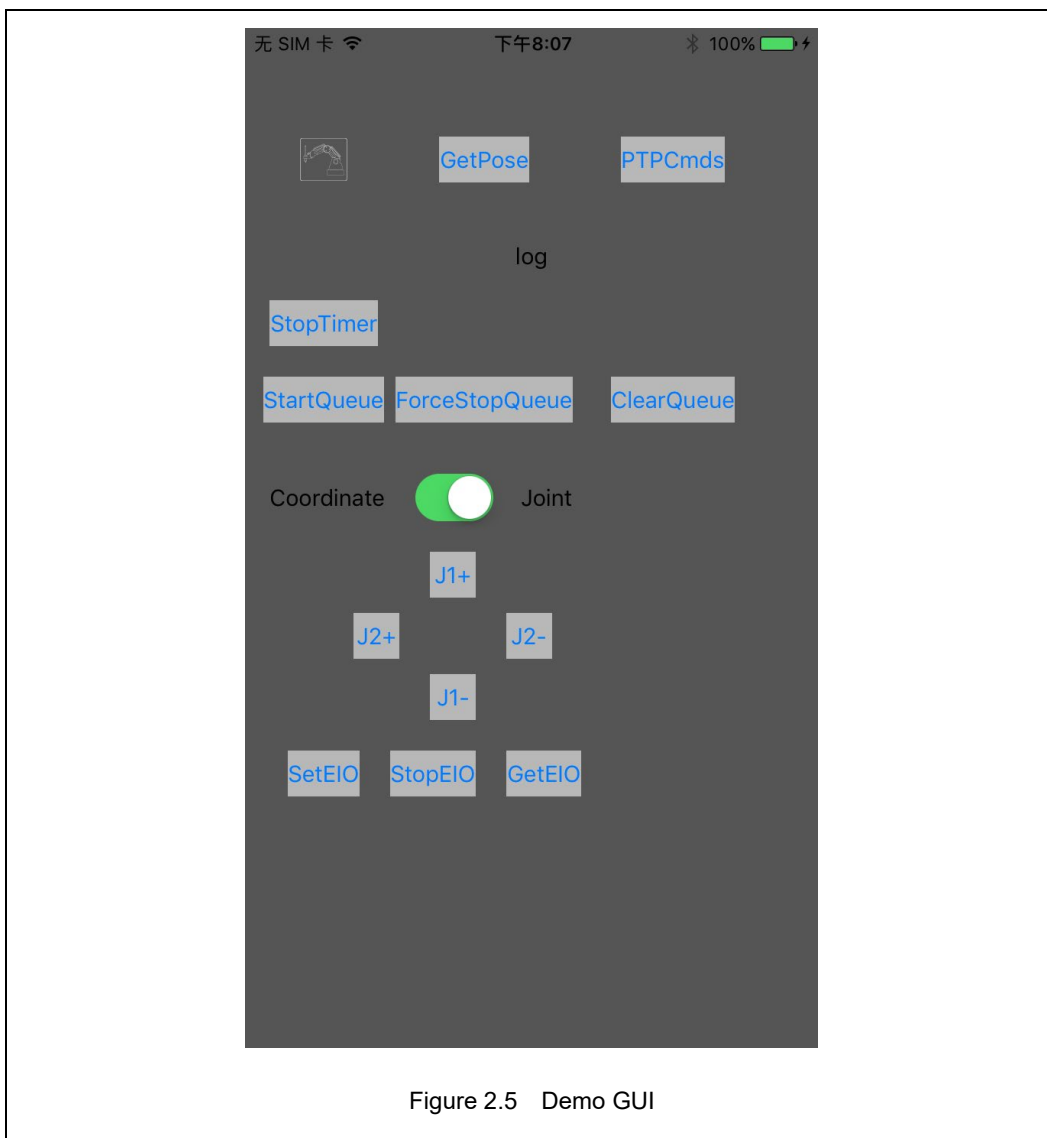 无 SIM 卡 下午8:07 100%
GetPose PTPCmds
log
StopTimer
StartQueue ForceStopQueue ClearQueue
Coordinate Joint
J1+
J2+ J2-
J1-
SetEIO StopEIO GetEIO
Figure 2.5 Demo GUI